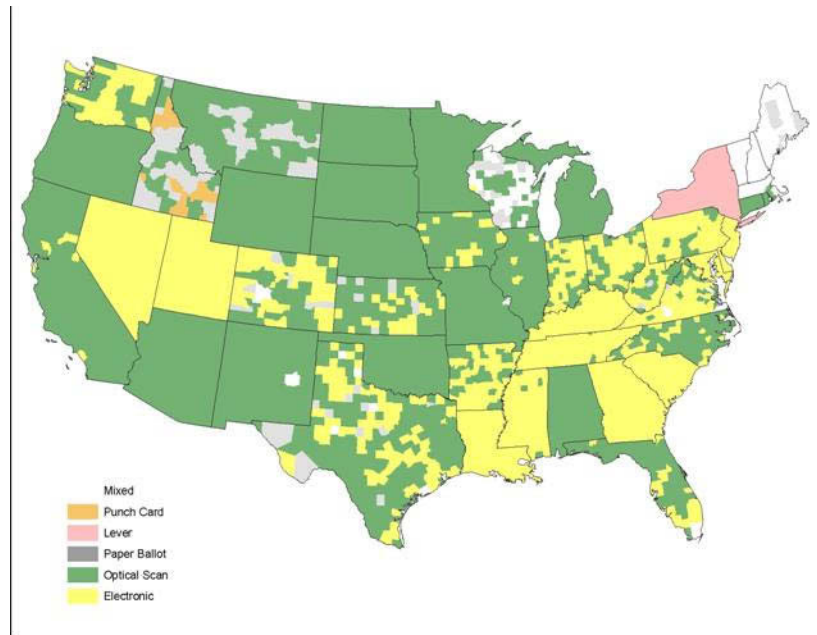 Mixed
Punch Card
Lever
Paper Ballot
Optical Scan
Electronic